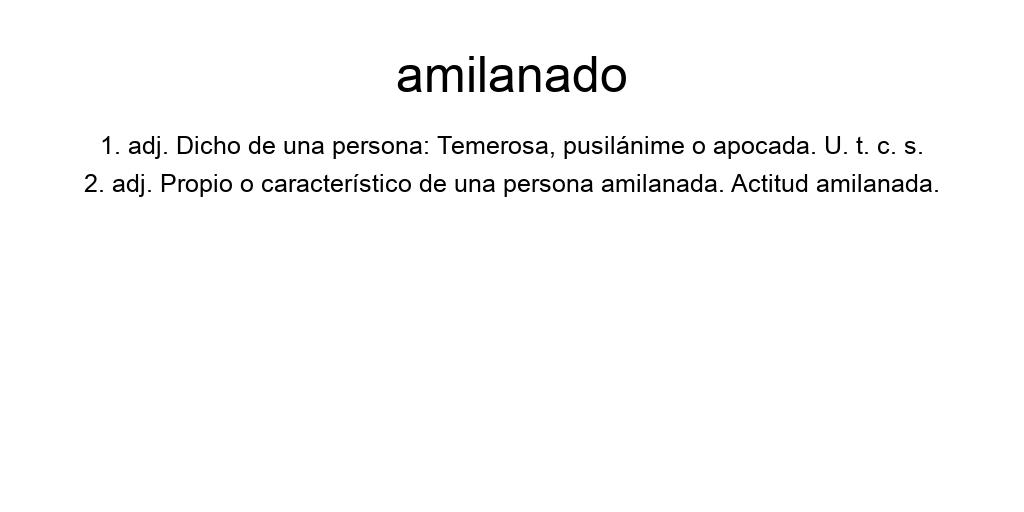 amilanado
1. adj. Dicho de una persona: Temerosa, pusilánime o apocada. U. t. c. s.
2. adj. Propio o característico de una persona amilanada. Actitud amilanada.